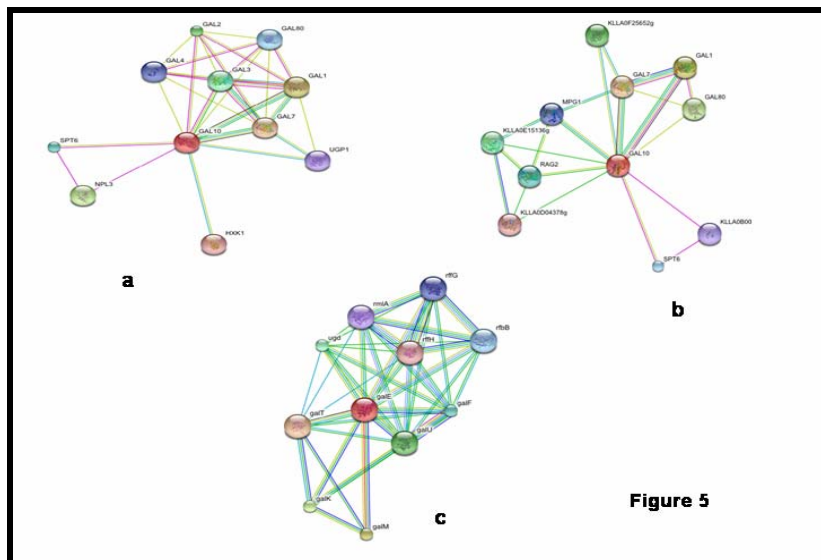 GAL2
GAL80
GAL4
GAL3
GAL1
GAL7
GAL10
SPT6
UGP1
NPL3
HXK1
a
KLLA0F25652g
GAL7
GAL1
MPG1
GAL80
KLLA0E15136g
GAL10
RAG2
KLLA0D04378g
KLLA0B00
SPT6
b
rffG
rmlA
rfbB
ugd
rffH
galE
galF
galT
galU
galK
galM
c
Figure 5